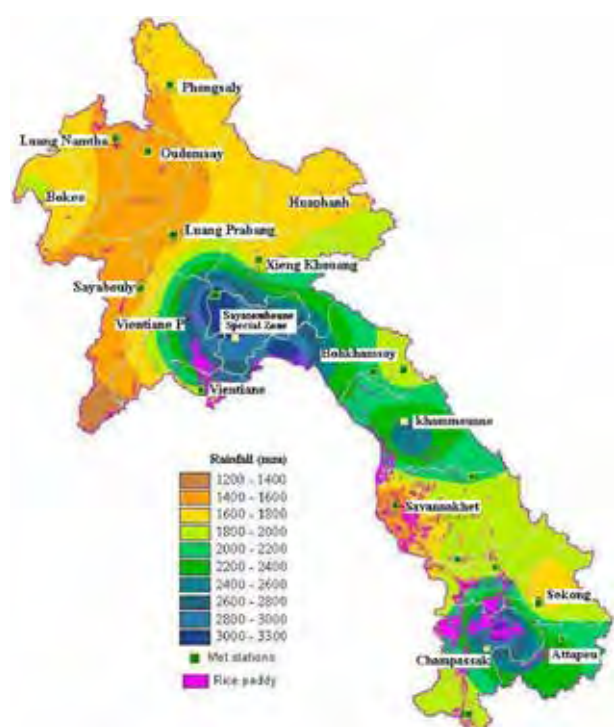 Phongsaly
Luang Namtha
Oudomxay
Bokeo
Huaphanh
Luang Prabang
Xieng Khouang
Sayabouly
Vientiane P
Special Zone
Bolikhamsay
Vientiane
Khammouane
Rainfall (mm)
1200 - 1400
1400 - 1600
1600 - 1800
1800 - 2000
2000 - 2200
2200 - 2400
2400 - 2600
2600 - 2800
2800 - 3000
3000 - 3300
Met stations
Rice paddy
Savannakhet
Sekong
Champassak
Attapeu